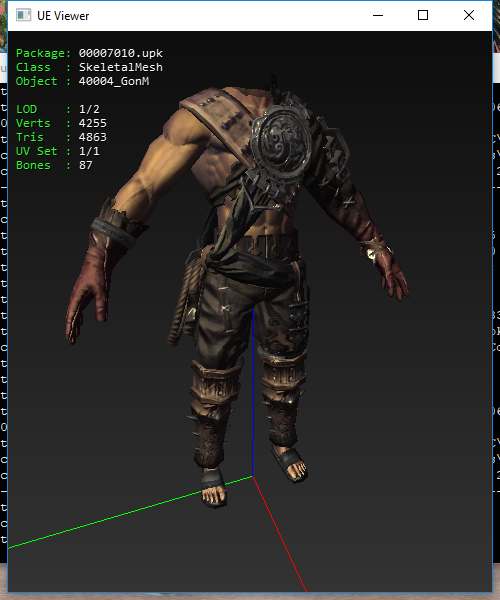 UE Viewer
Package: 00007010.upk
Class : SkeletalMesh
Object : 40004_GonM
LOD : 1/2
Verts : 4255
Tris : 4863
UV Set : 1/1
Bones : 87